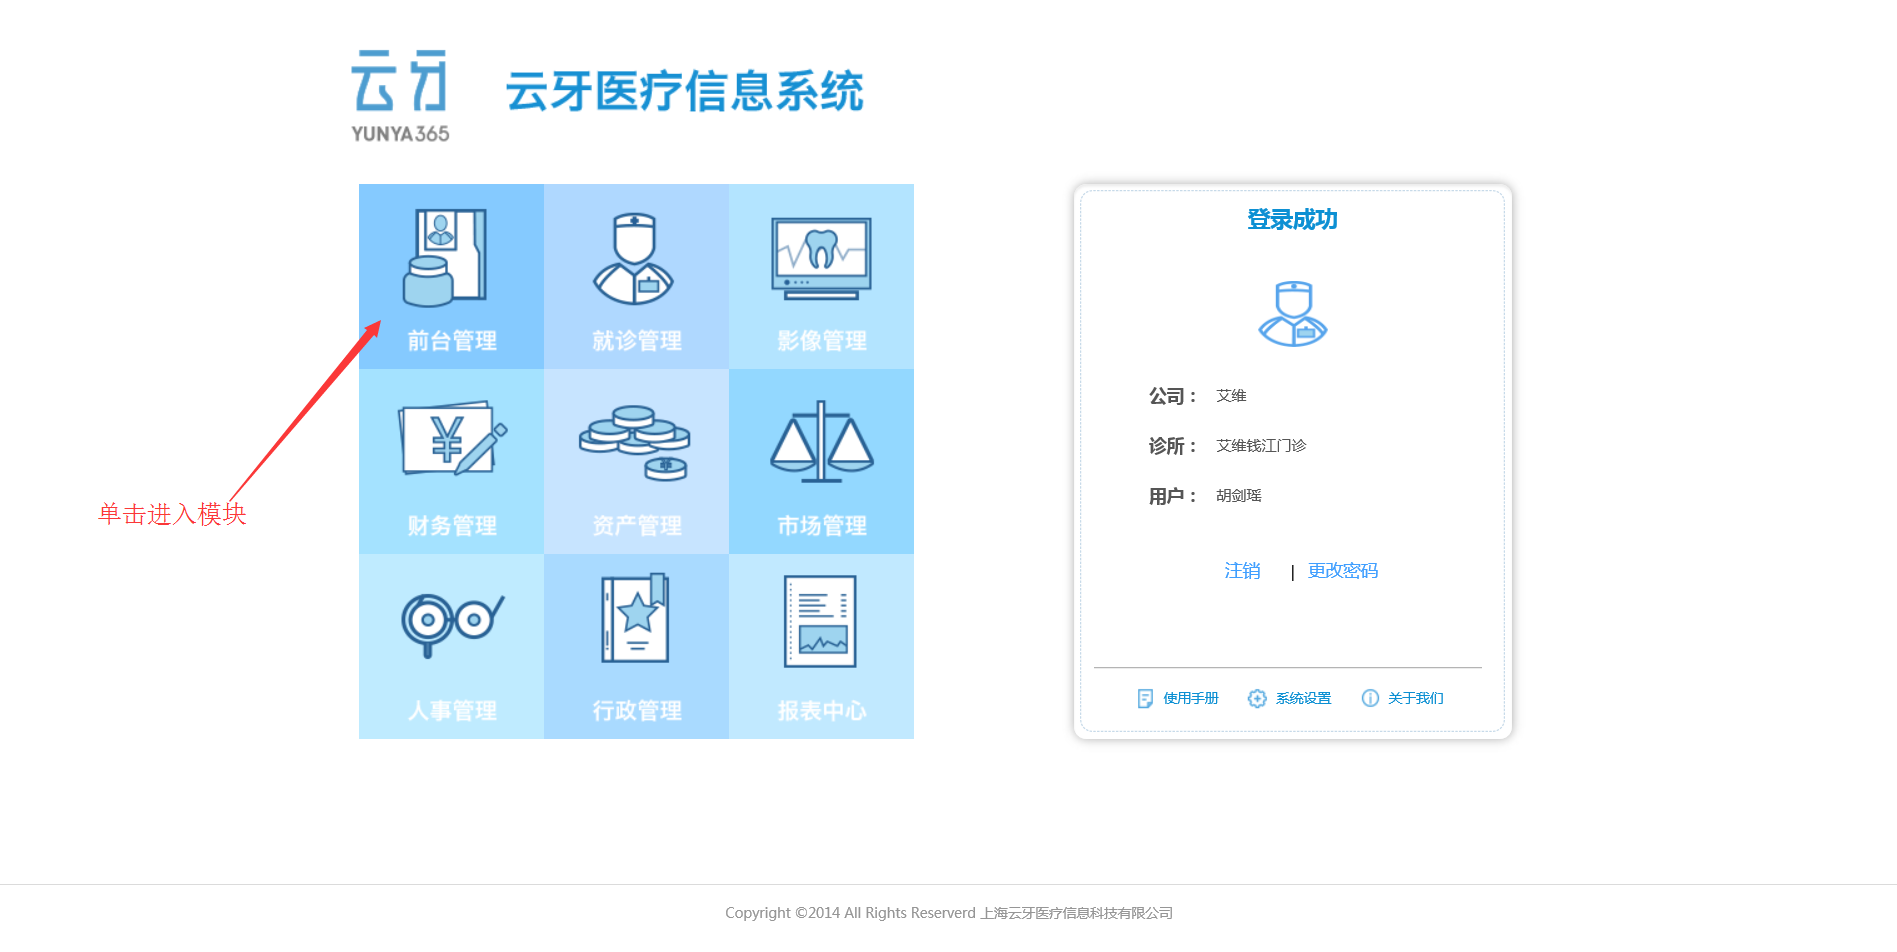 云牙
YUNYA365
云牙医疗信息系统
前台管理
就诊管理
影像管理
财务管理
资产管理
市场管理
人事管理
行政管理
报表中心
单击进入模块
登录成功
公司： 艾维
诊所： 艾维钱江门诊
用户： 胡剑瑶
注销 | 更改密码
使用手册 系统设置 关于我们
Copyright ©2014 All Rights Reserverd 上海云牙医疗信息科技有限公司